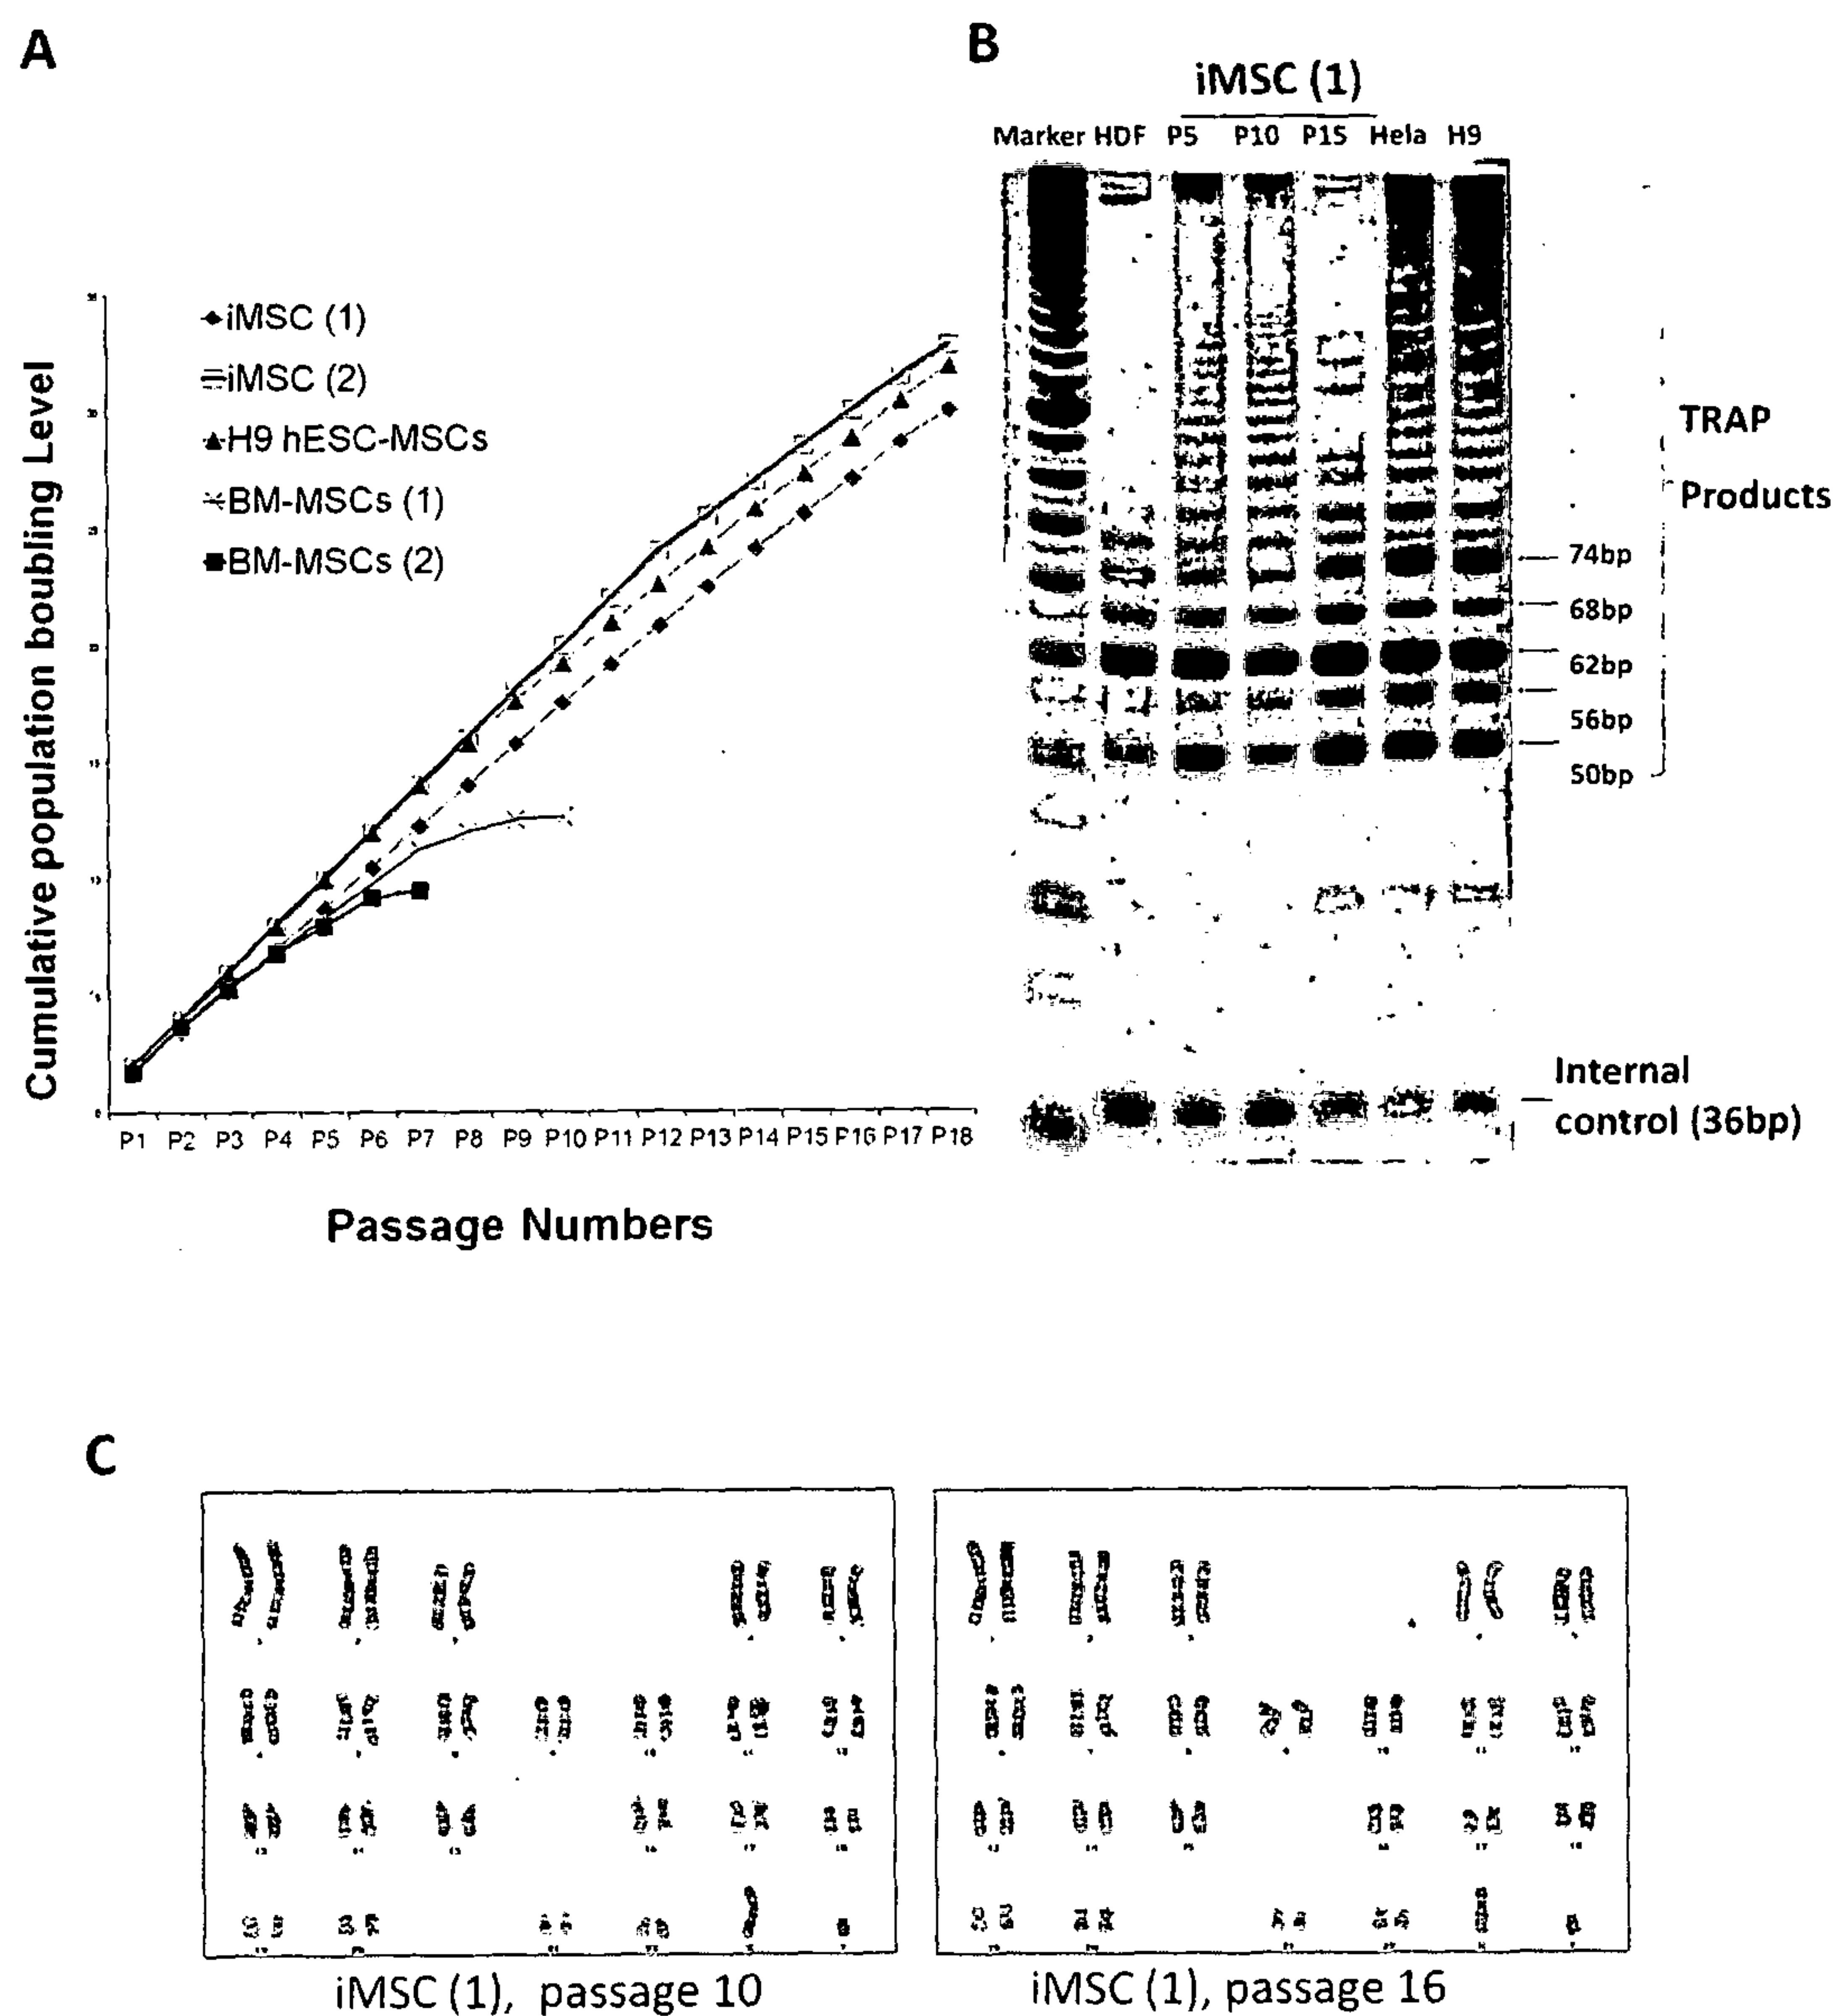 A
Cumulative population boubling Level
iMSC (1)
iMSC (2)
H9 hESC-MSCs
BM-MSCs (1)
BM-MSCs (2)
P1 P2 P3 P4 P5 P6 P7 P8 P9 P10 P11 P12 P13 P14 P15 P16 P17 P18
Passage Numbers
B
iMSC (1)
Marker HDF P5 P10 P15 Hela H9
TRAP
Products
74bp
68bp
62bp
56bp
50bp
Internal
control (36bp)
C
iMSC (1), passage 10
iMSC (1), passage 16